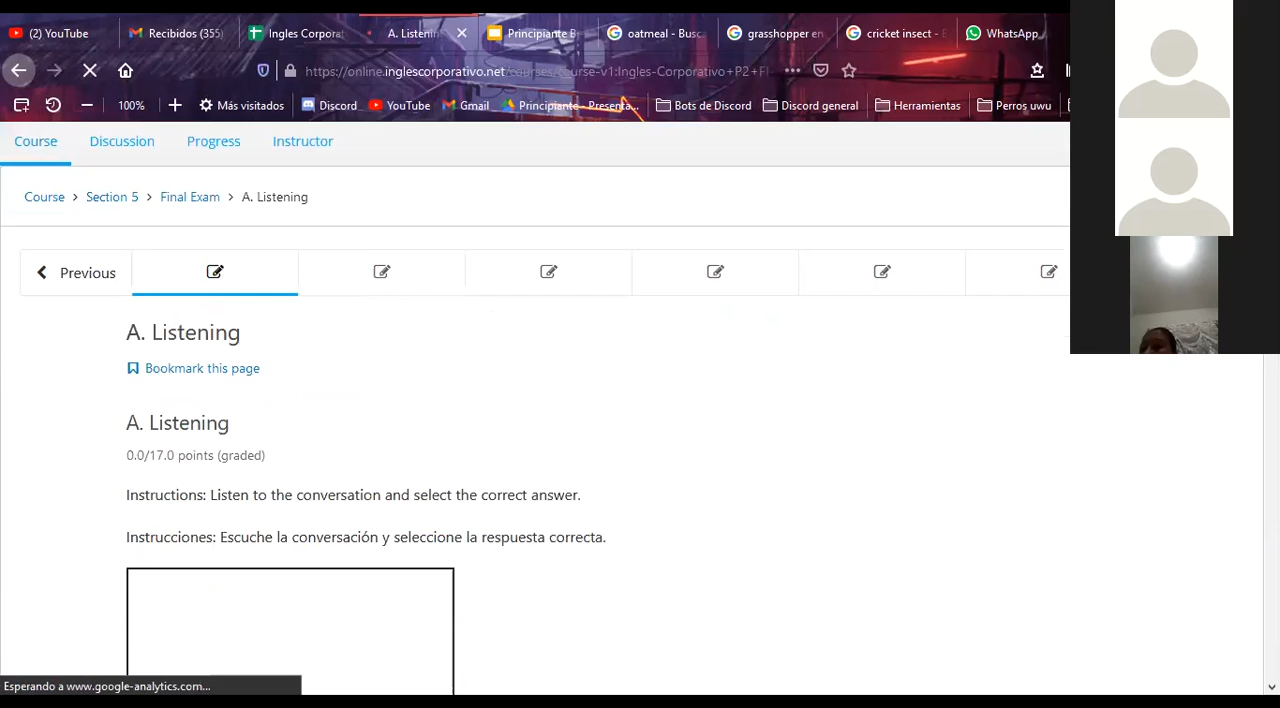 (2) YouTube
Recibidos (355)
Ingles Corporat
A. Listenin
Principiante B
oatmeal - Busca
grasshopper en
cricket insect - B
WhatsApp
https://online.inglescorporativo.net/courses/course-v1:Ingles-Corporativo+P2+F
100%
Más visitados
Discord
YouTube
Gmail
Principiante - Presenta...
Bots de Discord
Discord general
Herramientas
Perros uwu
Course
Discussion
Progress
Instructor
Course > Section 5 > Final Exam > A. Listening
Previous
A. Listening
Bookmark this page
A. Listening
0.0/17.0 points (graded)
Instructions: Listen to the conversation and select the correct answer.
Instrucciones: Escuche la conversación y seleccione la respuesta correcta.
Esperando a www.google-analytics.com...